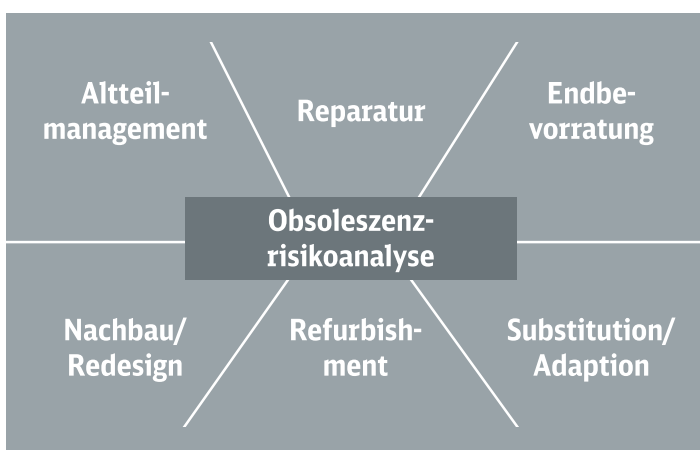 Altteil-
management
Reparatur
Endbe-
vorratung
Obsoleszenz-
risikoanalyse
Nachbau/
Redesign
Refurbish-
ment
Substitution/
Adaption